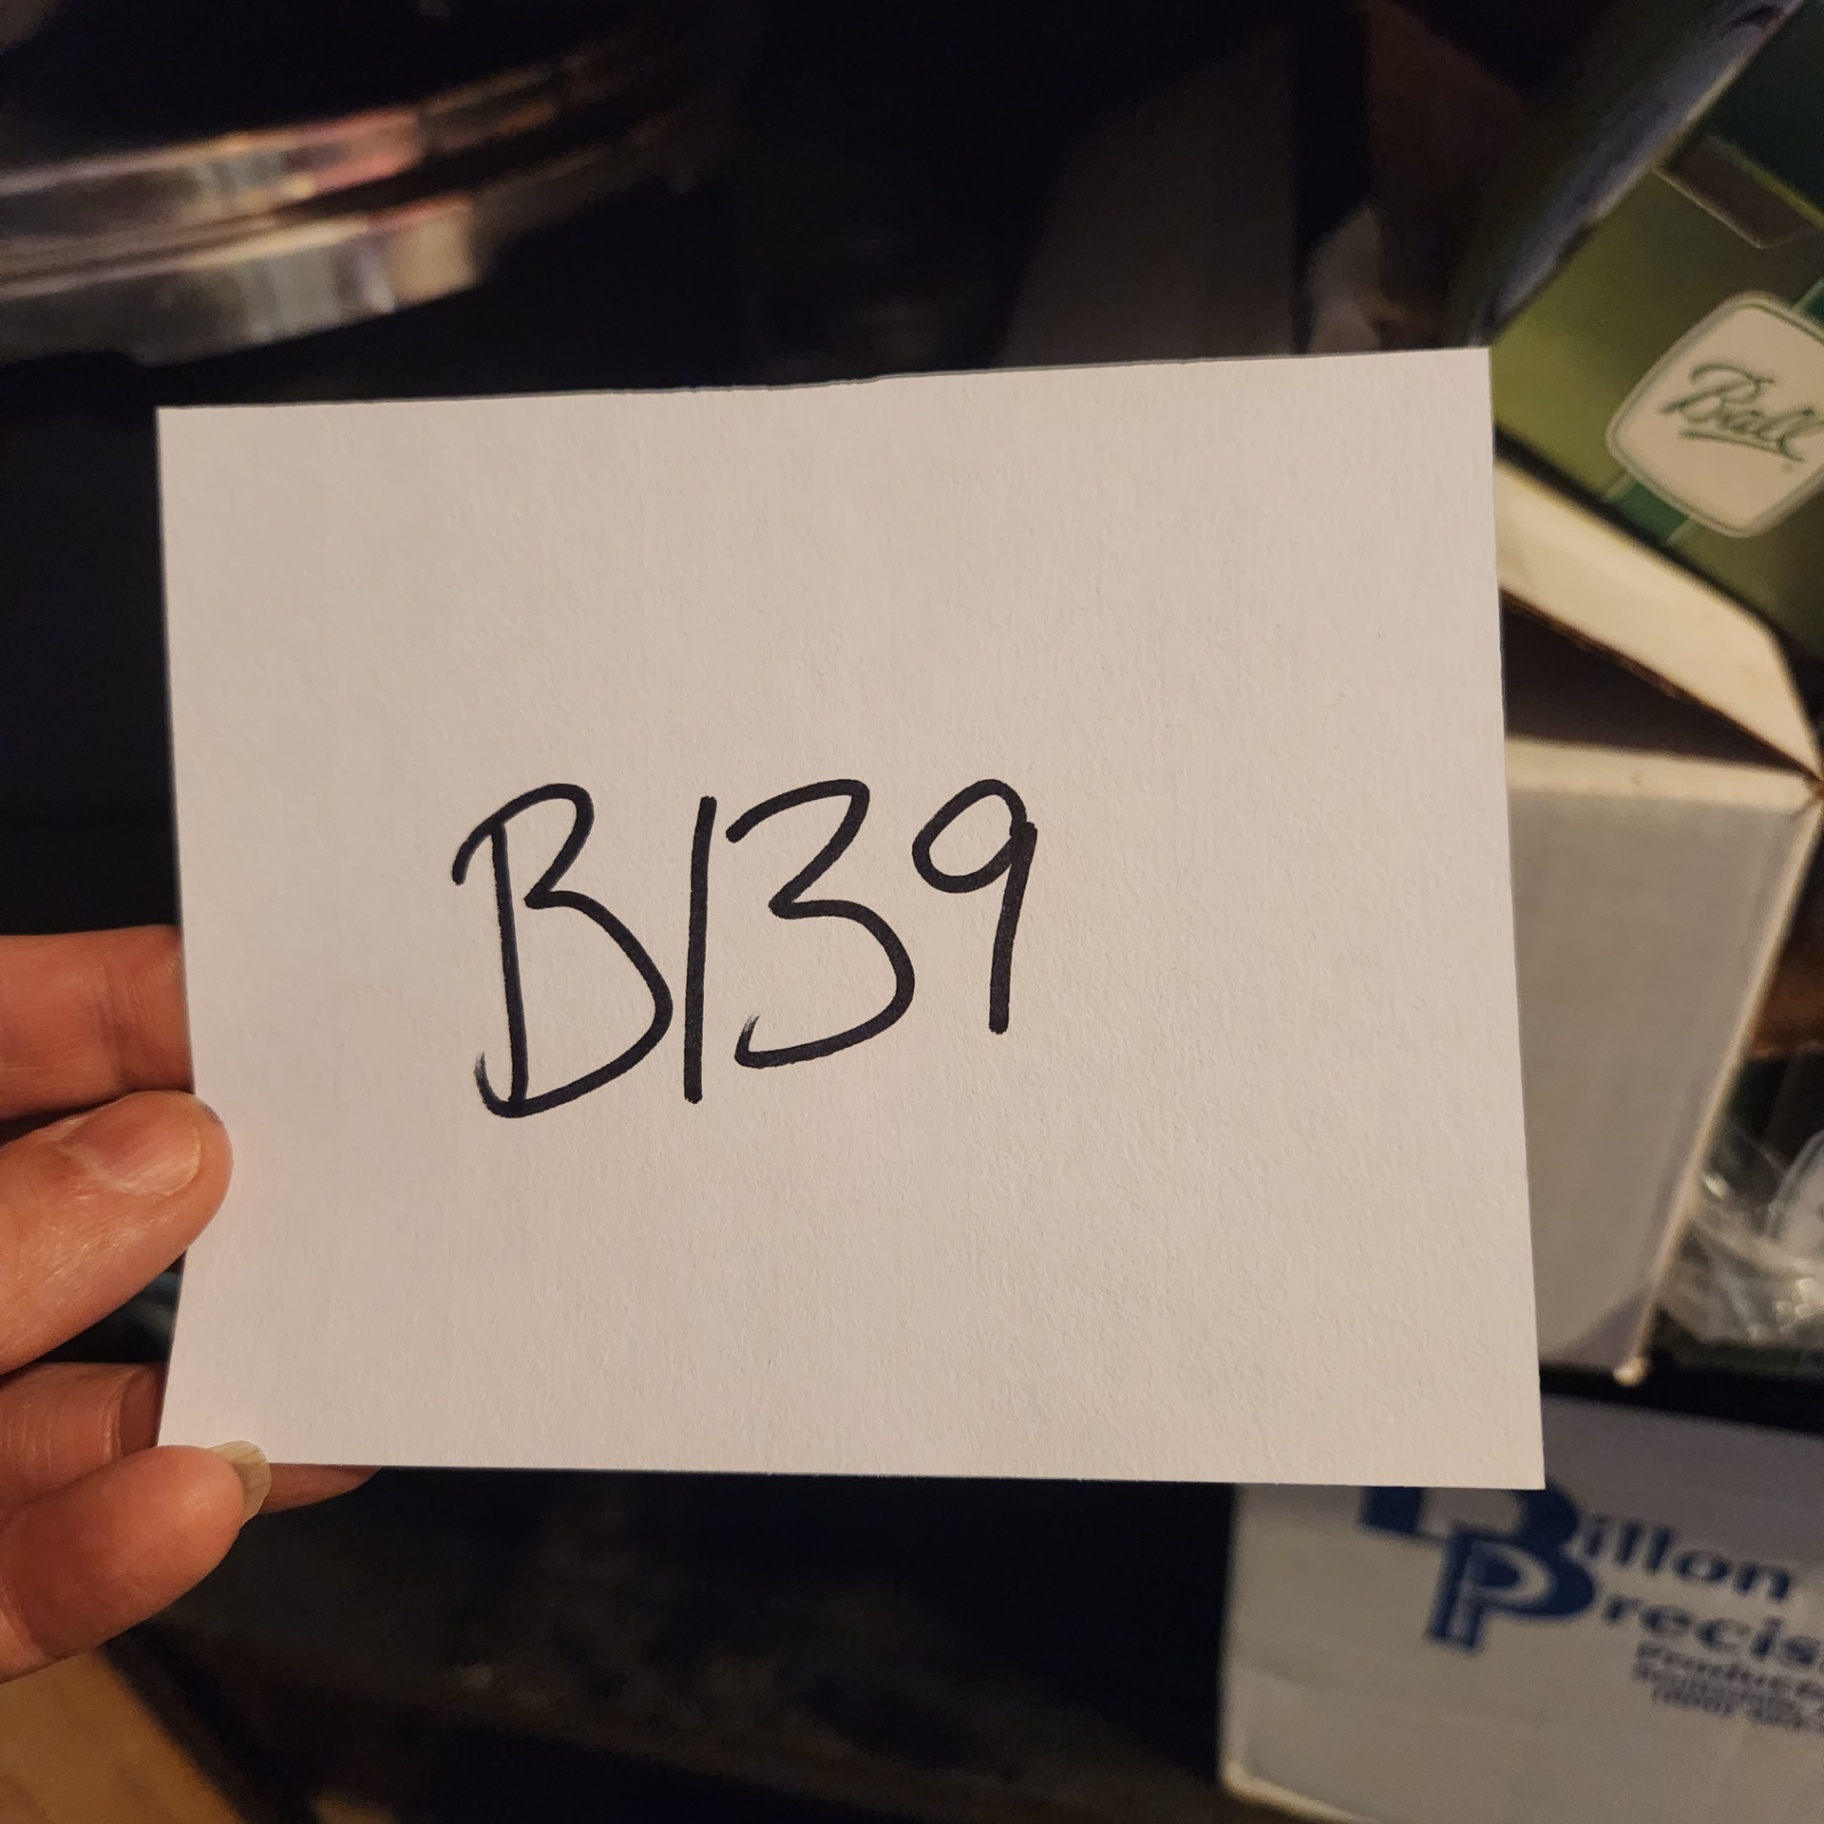 Ball
B139
Dillon
Precis